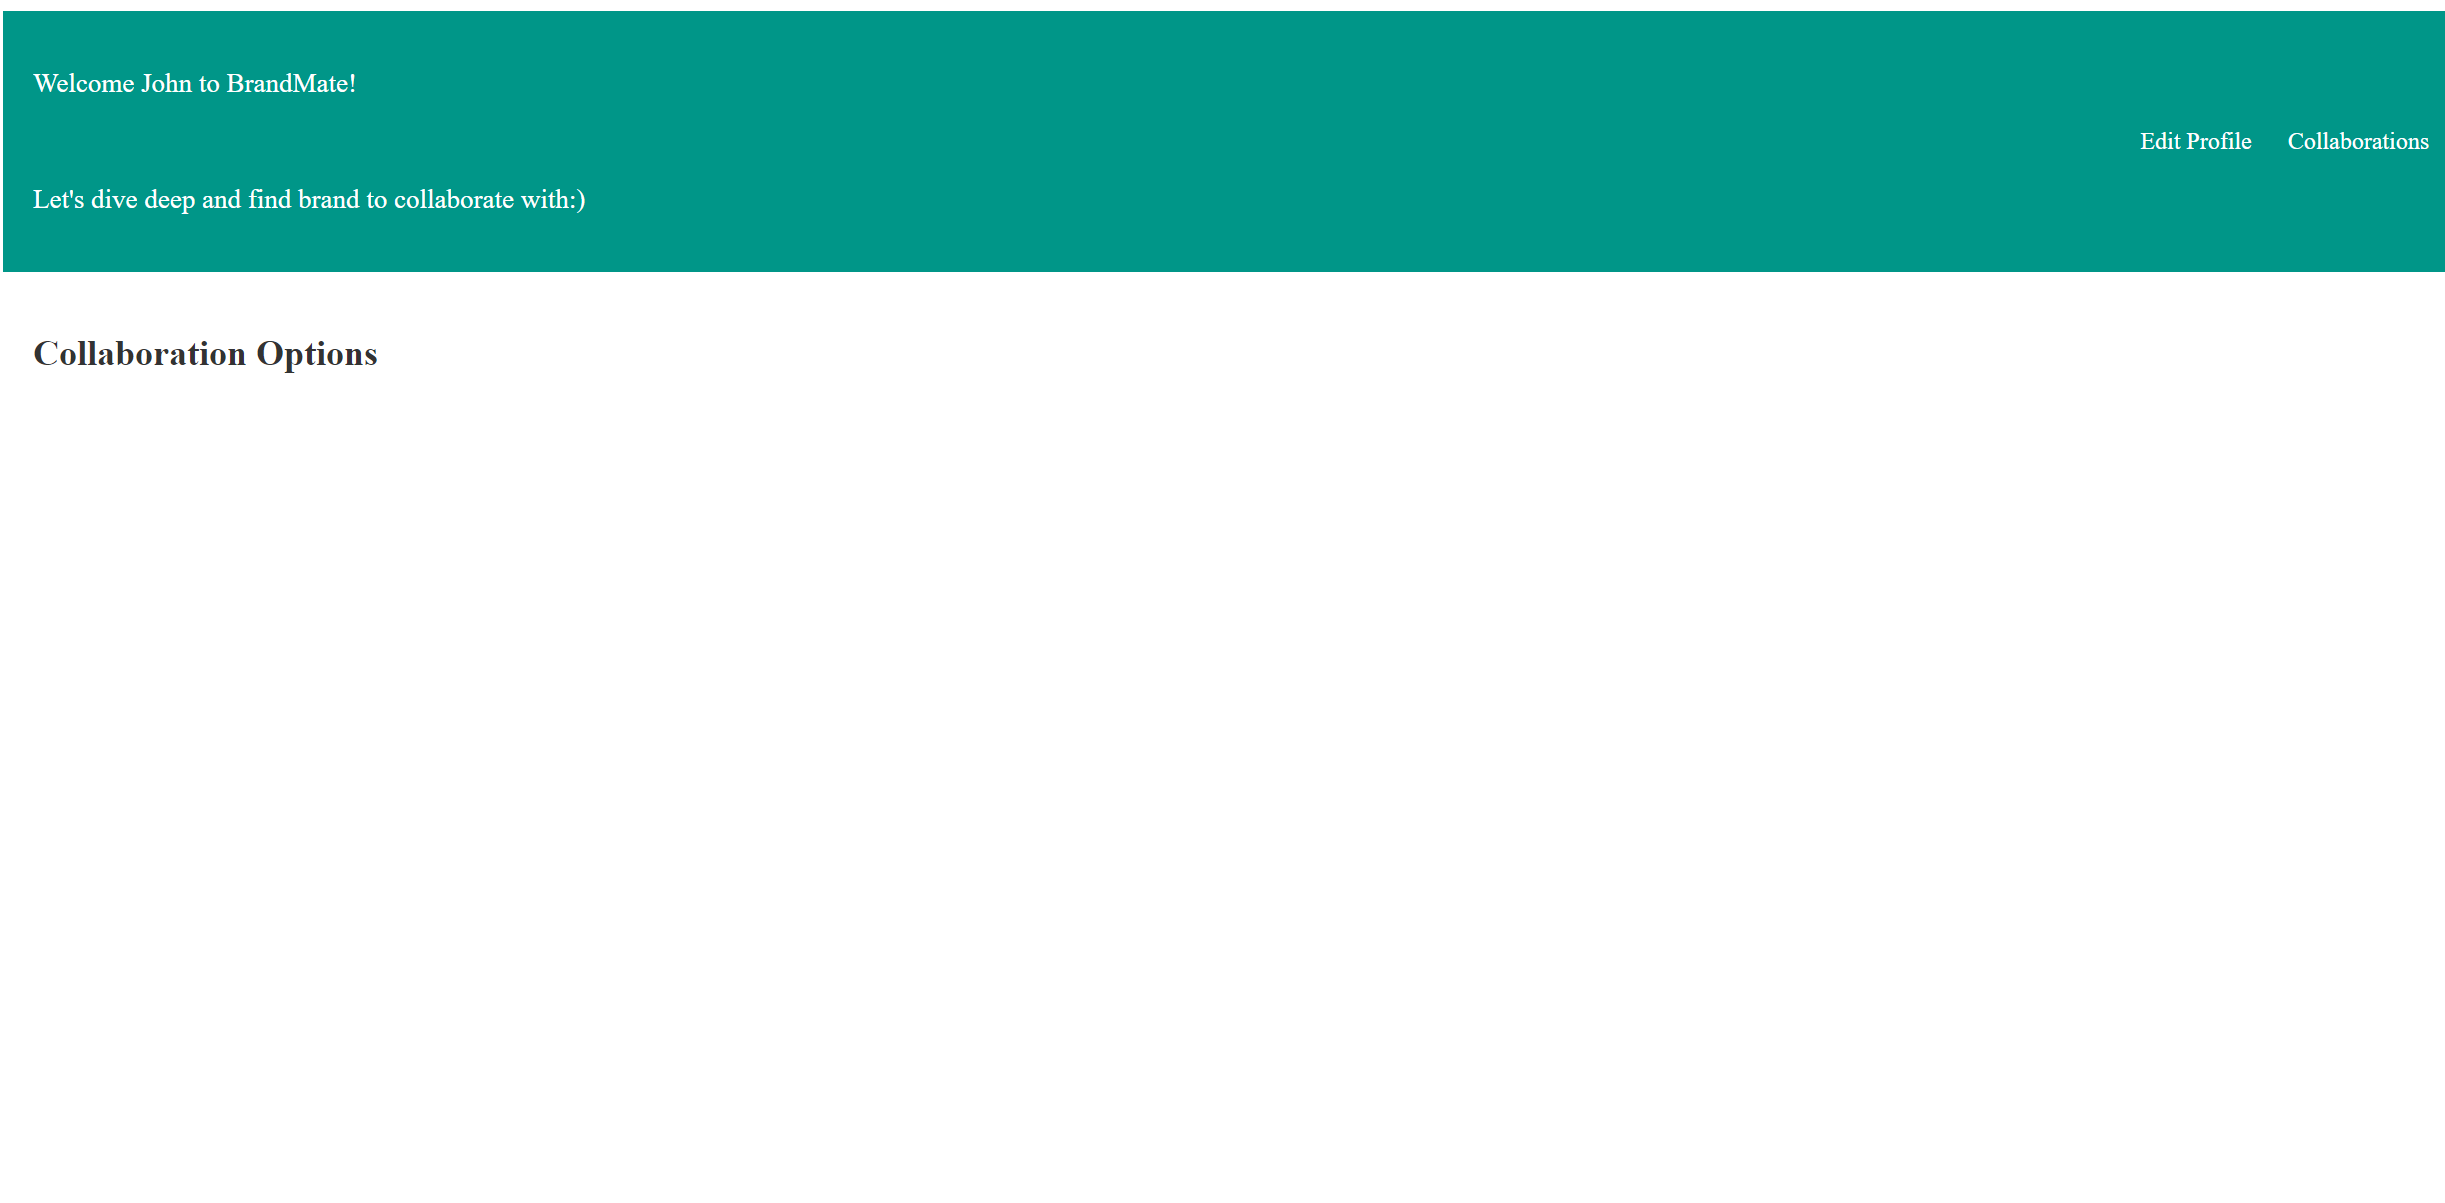 Welcome John to BrandMate!
Edit Profile Collaborations
Let's dive deep and find brand to collaborate with:)
Collaboration Options